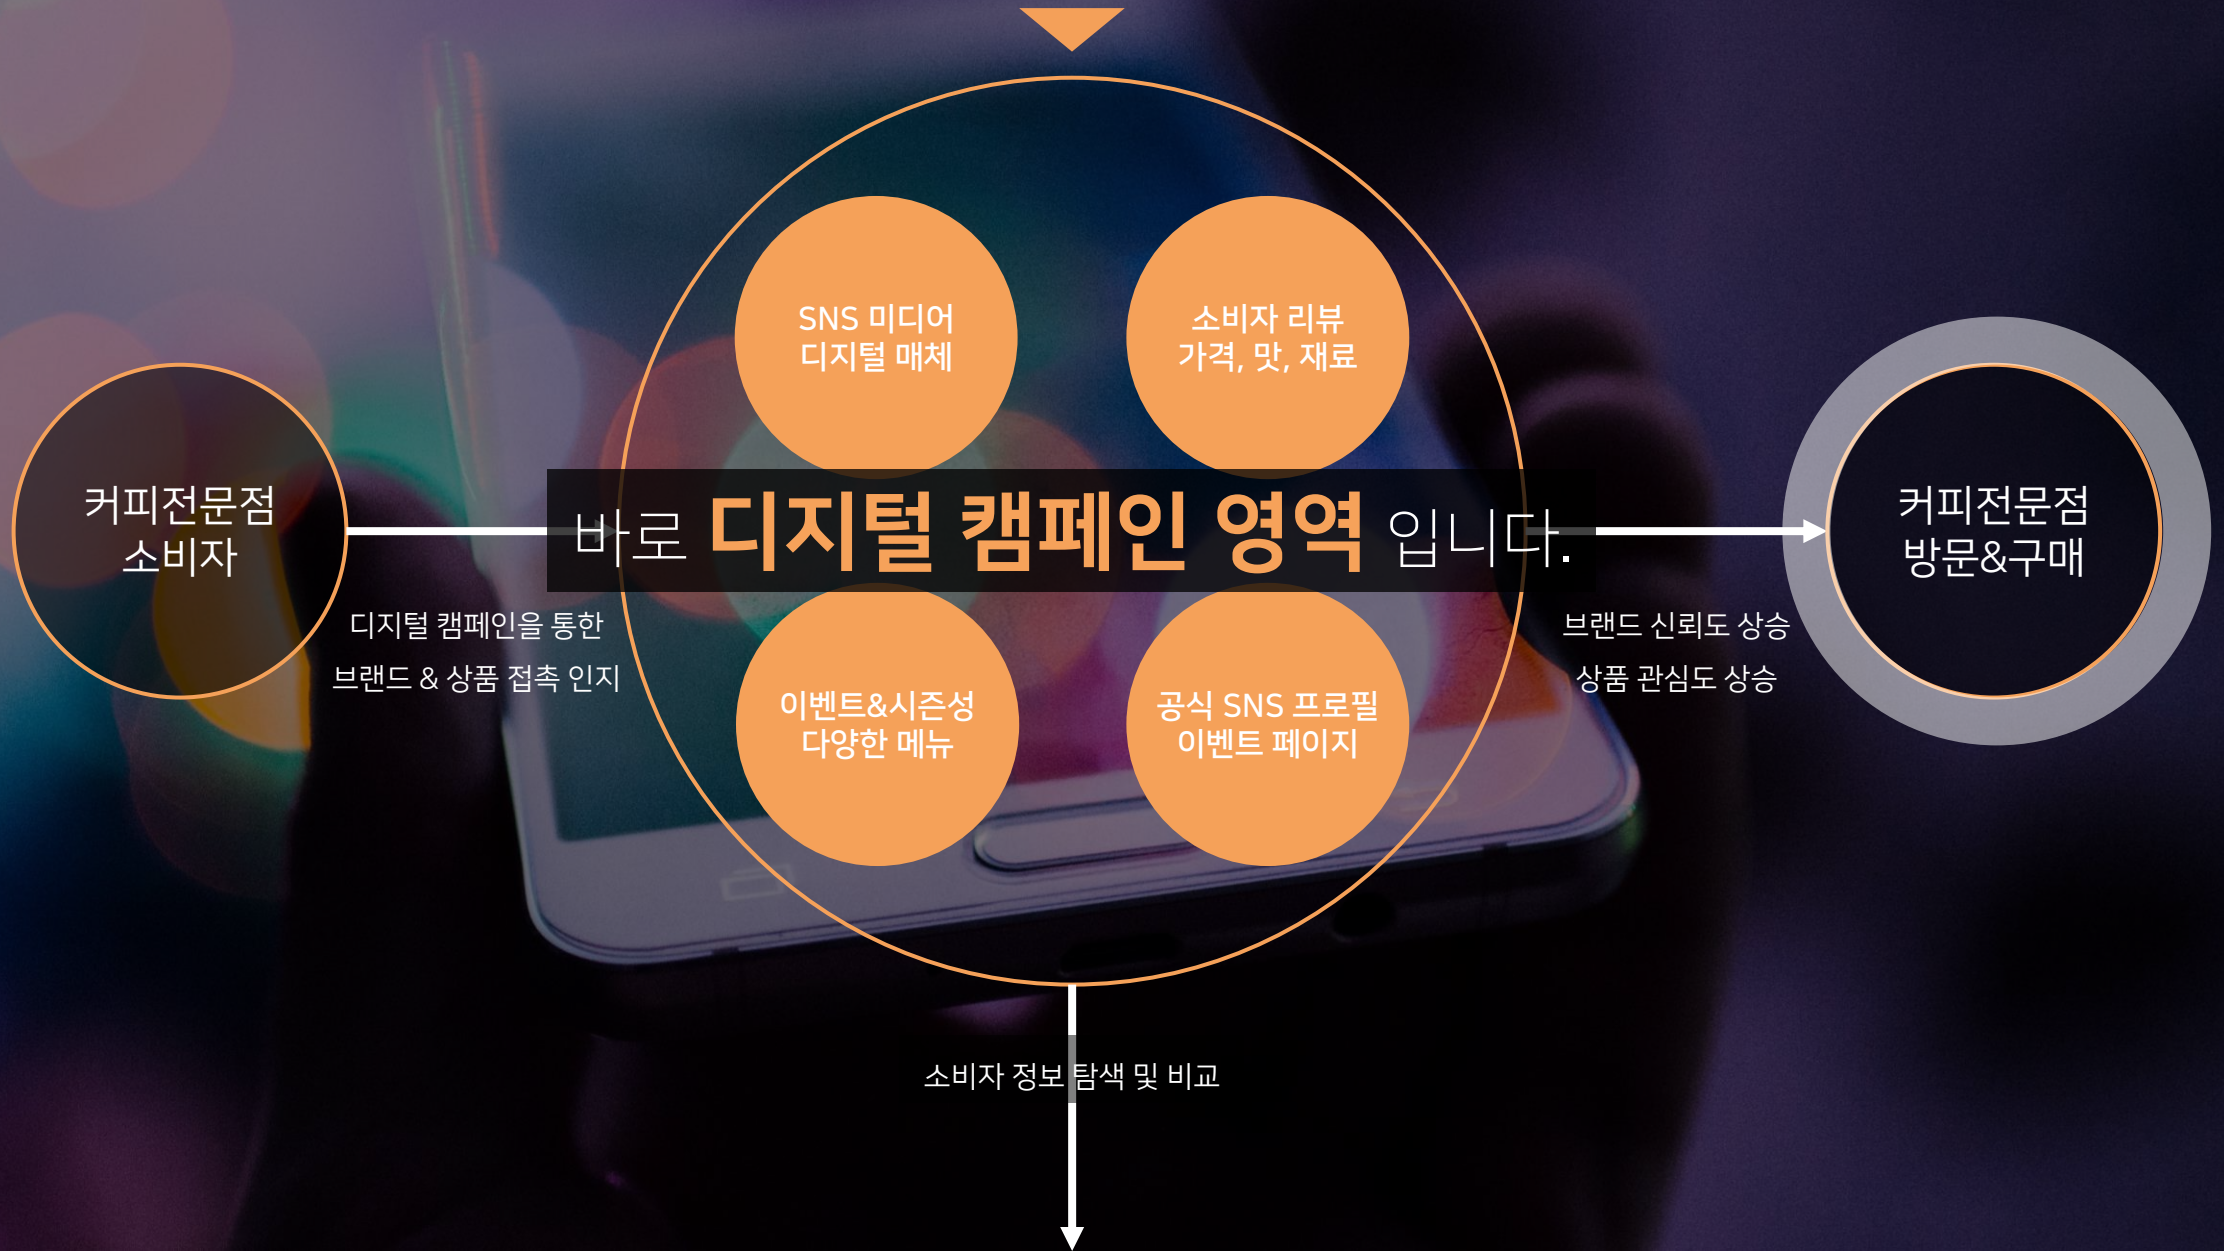 SNS 미디어
디지털 매체
소비자 리뷰
가격, 맛, 재료
커피전문점
소비자
바로 디지털 캠페인 영역 입니다.
커피전문점
방문&구매
디지털 캠페인을 통한
브랜드 & 상품 접촉 인지
브랜드 신뢰도 상승
상품 관심도 상승
이벤트&시즌성
다양한 메뉴
공식 SNS 프로필
이벤트 페이지
소비자 정보 탐색 및 비교